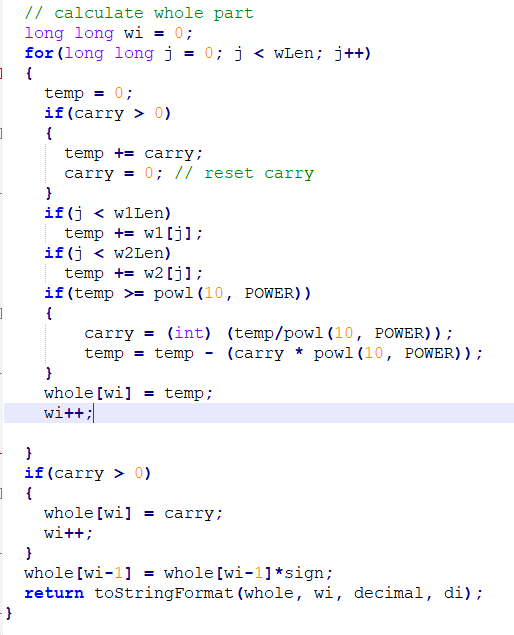 // calculate whole part
long long wi = 0;
for(long long j = 0; j < wLen; j++)
{
temp = 0;
if(carry > 0)
{
temp += carry;
carry = 0; // reset carry
}
if(j < w1Len)
temp += w1[j];
if(j < w2Len)
temp += w2[j];
if(temp >= powl(10, POWER))
{
carry = (int) (temp/powl(10, POWER));
temp = temp - (carry * powl(10, POWER));
}
whole[wi] = temp;
wi++;
}
if(carry > 0)
{
whole[wi] = carry;
wi++;
}
whole[wi-1] = whole[wi-1]*sign;
return toStringFormat(whole, wi, decimal, di);
}